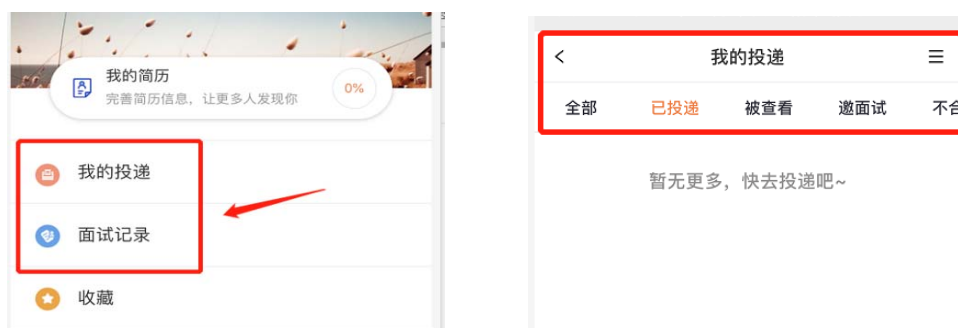 我的简历
完善简历信息，让更多人发现你
0%
我的投递
面试记录
收藏
我的投递
全部 已投递 被查看 邀面试 不合
暂无更多，快去投递吧~